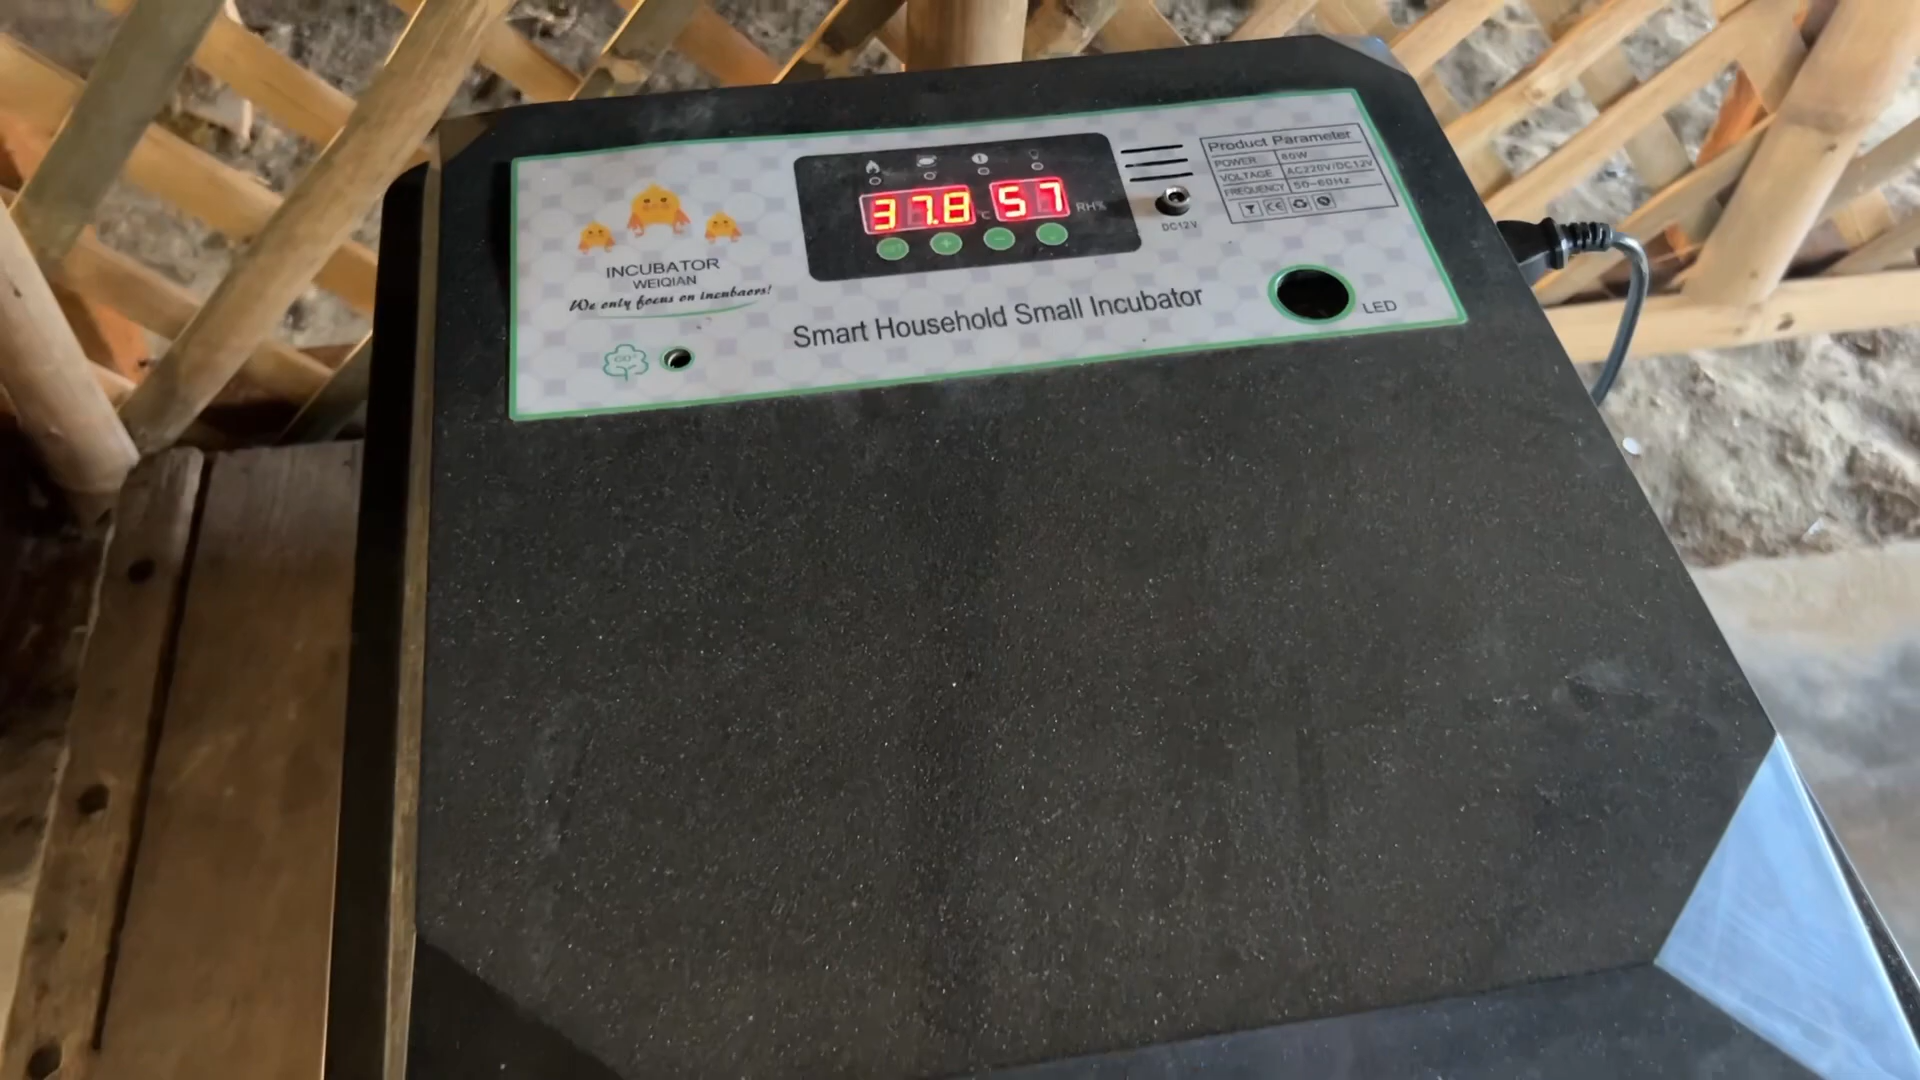 INCUBATOR
WEIQIAN
We only focus on incubaors!
37.8 °C 57 RH%
DC12V
Product Parameter
POWER 80W
VOLTAGE AC220V/DC12V
FREQUENCY 50-60Hz
Smart Household Small Incubator
LED